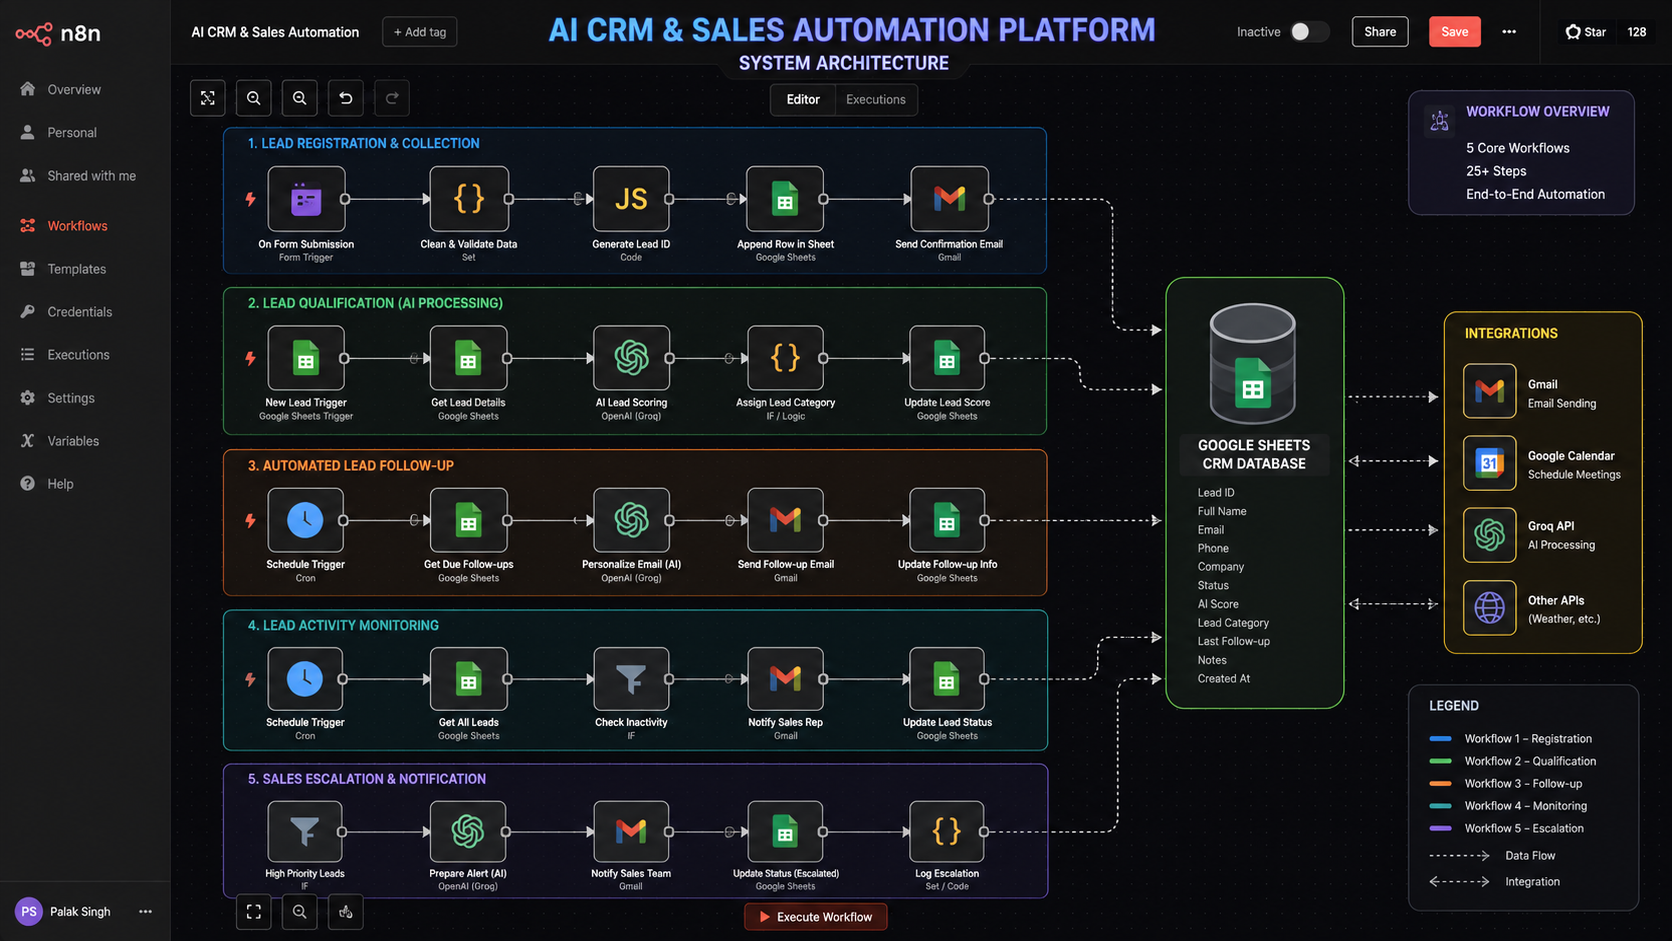 n8n
AI CRM & Sales Automation
+ Add tag
AI CRM & SALES AUTOMATION PLATFORM
SYSTEM ARCHITECTURE
Inactive
Share
Save
Star 128
Overview
Personal
Shared with me
Workflows
Templates
Credentials
Executions
Settings
Variables
Help
PS Palak Singh
Editor
Executions
1. LEAD REGISTRATION & COLLECTION
On Form Submission
Form Trigger
Clean & Validate Data
Set
JS
Generate Lead ID
Code
Append Row in Sheet
Google Sheets
Send Confirmation Email
Gmail
2. LEAD QUALIFICATION (AI PROCESSING)
New Lead Trigger
Google Sheets Trigger
Get Lead Details
Google Sheets
AI Lead Scoring
OpenAI (Groq)
Assign Lead Category
IF / Logic
Update Lead Score
Google Sheets
3. AUTOMATED LEAD FOLLOW-UP
Schedule Trigger
Cron
Get Due Follow-ups
Google Sheets
Personalize Email (AI)
OpenAI (Groq)
Send Follow-up Email
Gmail
Update Follow-up Info
Google Sheets
4. LEAD ACTIVITY MONITORING
Schedule Trigger
Cron
Get All Leads
Google Sheets
Check Inactivity
IF
Notify Sales Rep
Gmail
Update Lead Status
Google Sheets
5. SALES ESCALATION & NOTIFICATION
High Priority Leads
IF
Prepare Alert (AI)
OpenAI (Groq)
Notify Sales Team
Gmail
Update Status (Escalated)
Google Sheets
Log Escalation
Set / Code
Execute Workflow
GOOGLE SHEETS
CRM DATABASE
Lead ID
Full Name
Email
Phone
Company
Status
AI Score
Lead Category
Last Follow-up
Notes
Created At
WORKFLOW OVERVIEW
5 Core Workflows
25+ Steps
End-to-End Automation
INTEGRATIONS
Gmail
Email Sending
31
Google Calendar
Schedule Meetings
Groq API
AI Processing
Other APIs
(Weather, etc.)
LEGEND
Workflow 1 – Registration
Workflow 2 – Qualification
Workflow 3 – Follow-up
Workflow 4 – Monitoring
Workflow 5 – Escalation
Data Flow
Integration